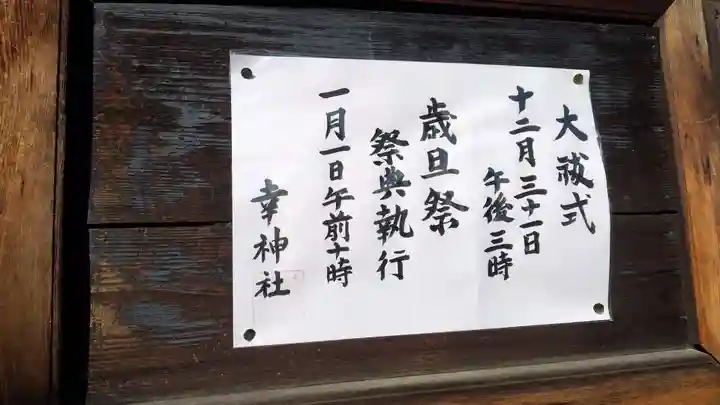 大祓式
十二月三十一日
午後三時
歳旦祭
祭典執行
一月一日午前十時
幸神社